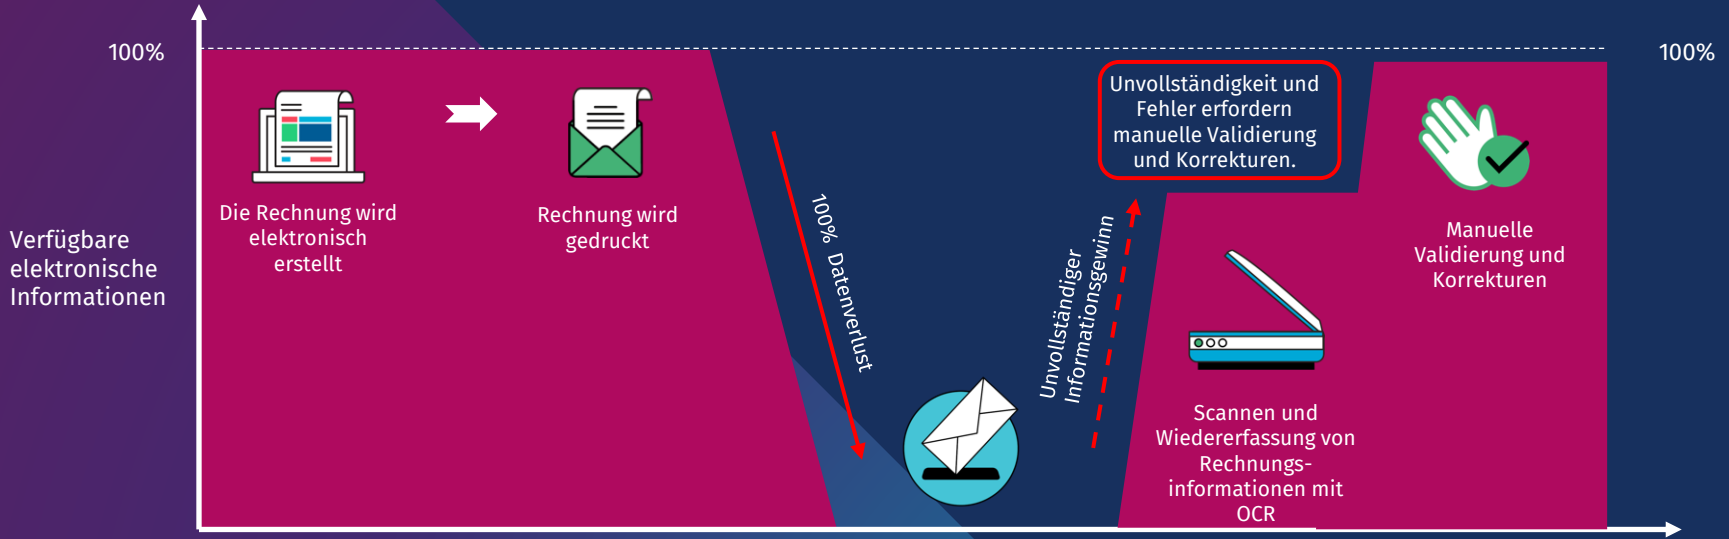 100%
100%
Verfügbare
elektronische
Informationen
Die Rechnung wird
elektronisch
erstellt
Rechnung wird
gedruckt
100% Datenverlust
Unvollständiger
Informationsgewinn
Unvollständigkeit und
Fehler erfordern
manuelle Validierung
und Korrekturen.
Scannen und
Wiedererfassung von
Rechnungs-
informationen mit
OCR
Manuelle
Validierung und
Korrekturen